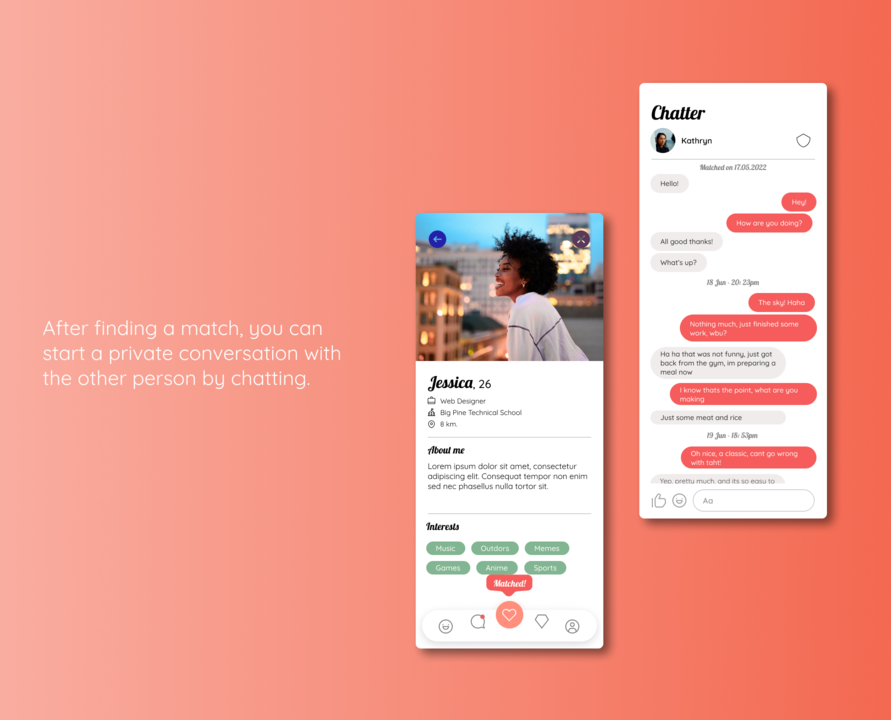 After finding a match, you can
start a private conversation with
the other person by chatting.
Jessica, 26
Web Designer
Big Pine Technical School
8 km.
About me
Lorem ipsum dolor sit amet, consectetur
adipiscing elit. Consequat tempor non enim
sed nec phasellus nulla tortor sit.
Interests
Music
Outdors
Memes
Games
Anime
Sports
Matched!
Chatter
Kathryn
Matched on 17.05.2022
Hello!
Hey!
How are you doing?
All good thanks!
What's up?
18 Jun - 20: 23pm
The sky! Haha
Nothing much, just finished some
work, wbu?
Ha ha that was not funny, just got
back from the gym, im preparing a
meal now
I know thats the point, what are you
making
Just some meat and rice
19 Jun - 18: 53pm
Oh nice, a classic, cant go wrong
with taht!
Yep, pretty much, and its so easy to
Aa